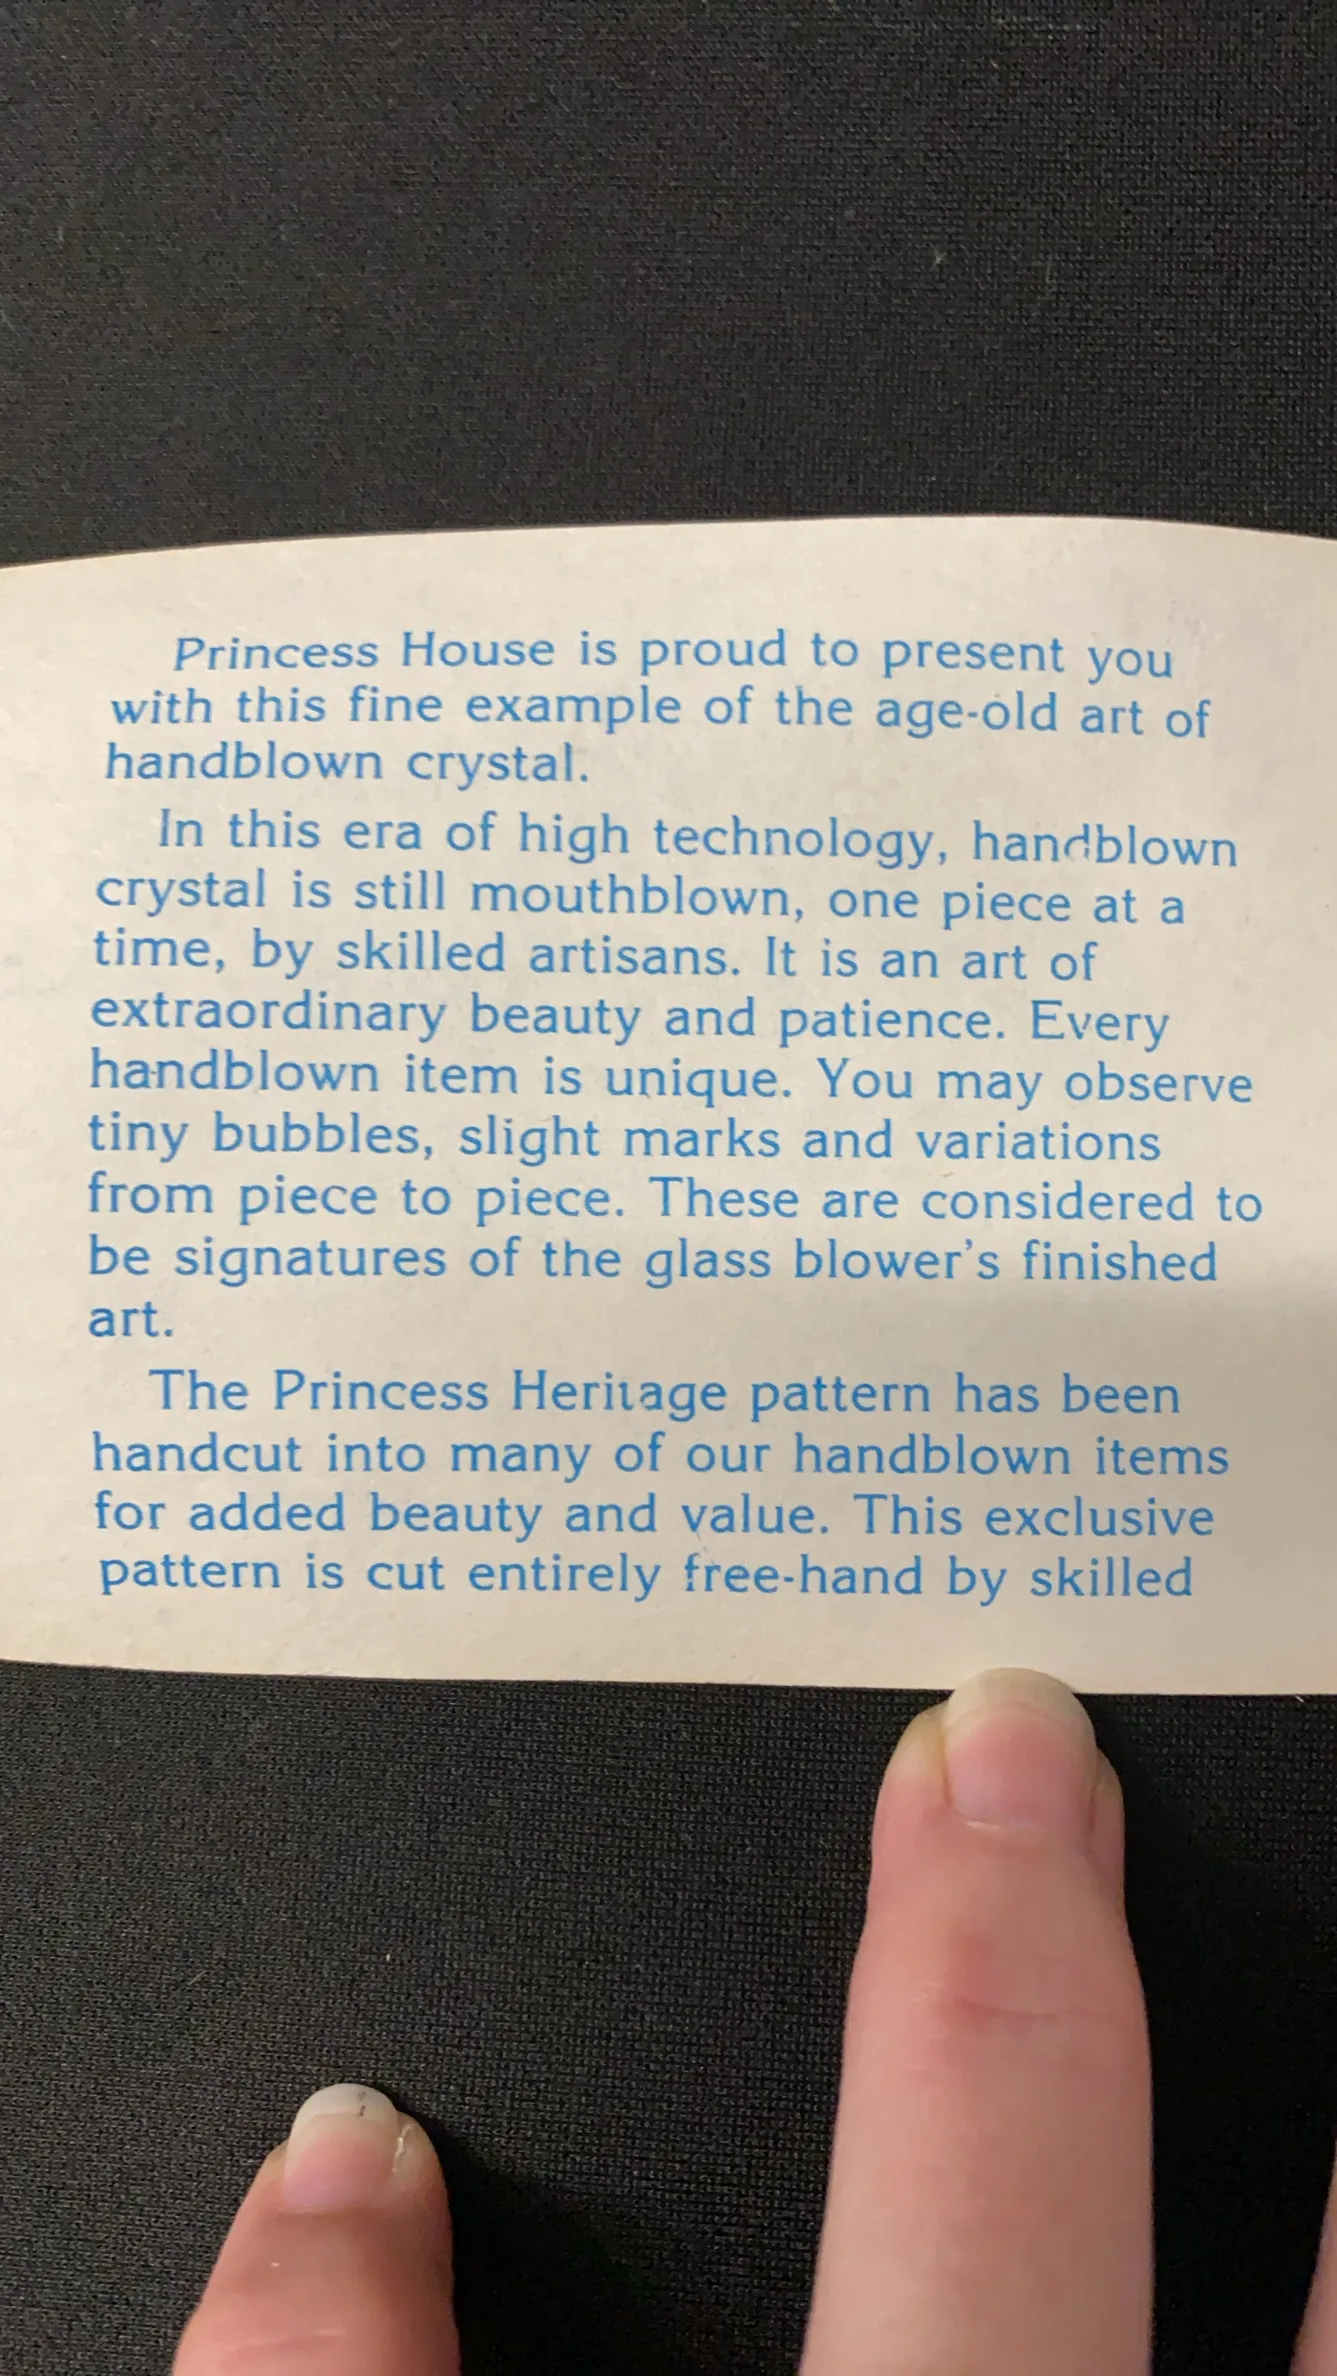 Princess House is proud to present you
with this fine example of the age-old art of
handblown crystal.
In this era of high technology, handblown
crystal is still mouthblown, one piece at a
time, by skilled artisans. It is an art of
extraordinary beauty and patience. Every
handblown item is unique. You may observe
tiny bubbles, slight marks and variations
from piece to piece. These are considered to
be signatures of the glass blower's finished
art.
The Princess Heritage pattern has been
handcut into many of our handblown items
for added beauty and value. This exclusive
pattern is cut entirely free-hand by skilled